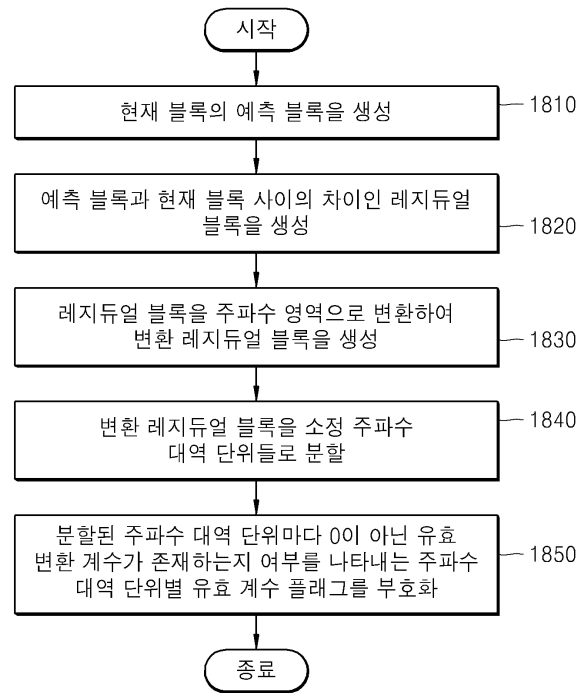 시작
현재 블록의 예측 블록을 생성
1810
예측 블록과 현재 블록 사이의 차이인 레지듀얼
블록을 생성
1820
레지듀얼 블록을 주파수 영역으로 변환하여
변환 레지듀얼 블록을 생성
1830
변환 레지듀얼 블록을 소정 주파수
대역 단위들로 분할
1840
분할된 주파수 대역 단위마다 0이 아닌 유효
변환 계수가 존재하는지 여부를 나타내는 주파수
대역 단위별 유효 계수 플래그를 부호화
1850
종료